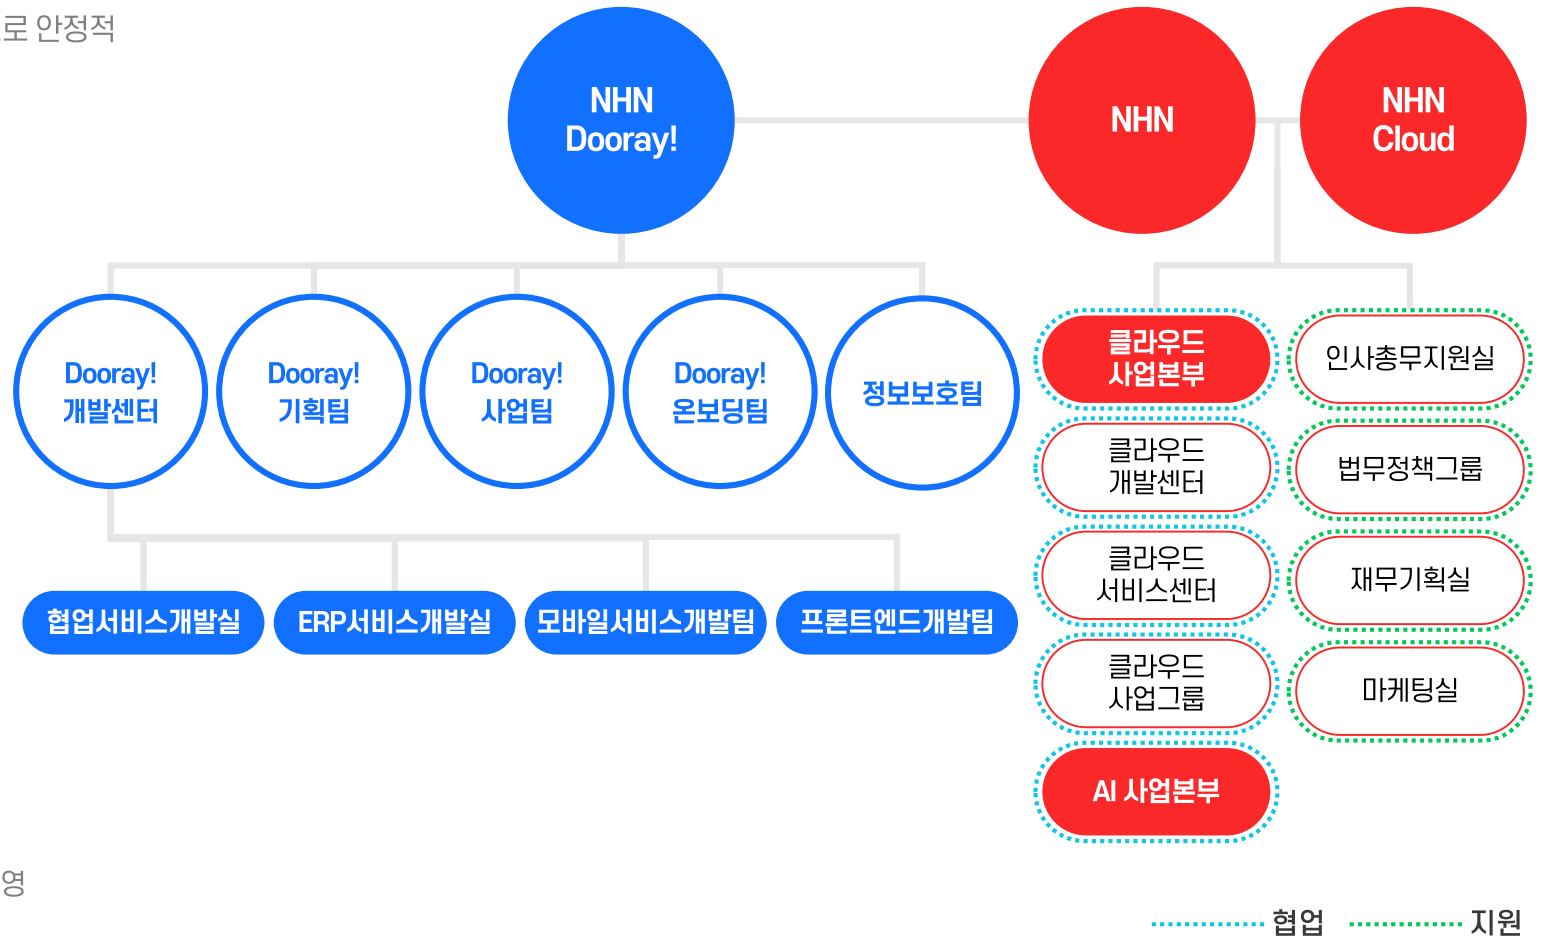 로 안정적
NHN
Dooray!
NHN
NHN
Cloud
Dooray!
개발센터
Dooray!
기획팀
Dooray!
사업팀
Dooray!
온보딩팀
정보보호팀
협업서비스개발실
ERP서비스개발실
모바일서비스개발팀
프론트엔드개발팀
클라우드
사업본부
클라우드
개발센터
클라우드
서비스센터
클라우드
사업그룹
AI 사업본부
인사총무지원실
법무정책그룹
재무기획실
마케팅실
영
협업
지원